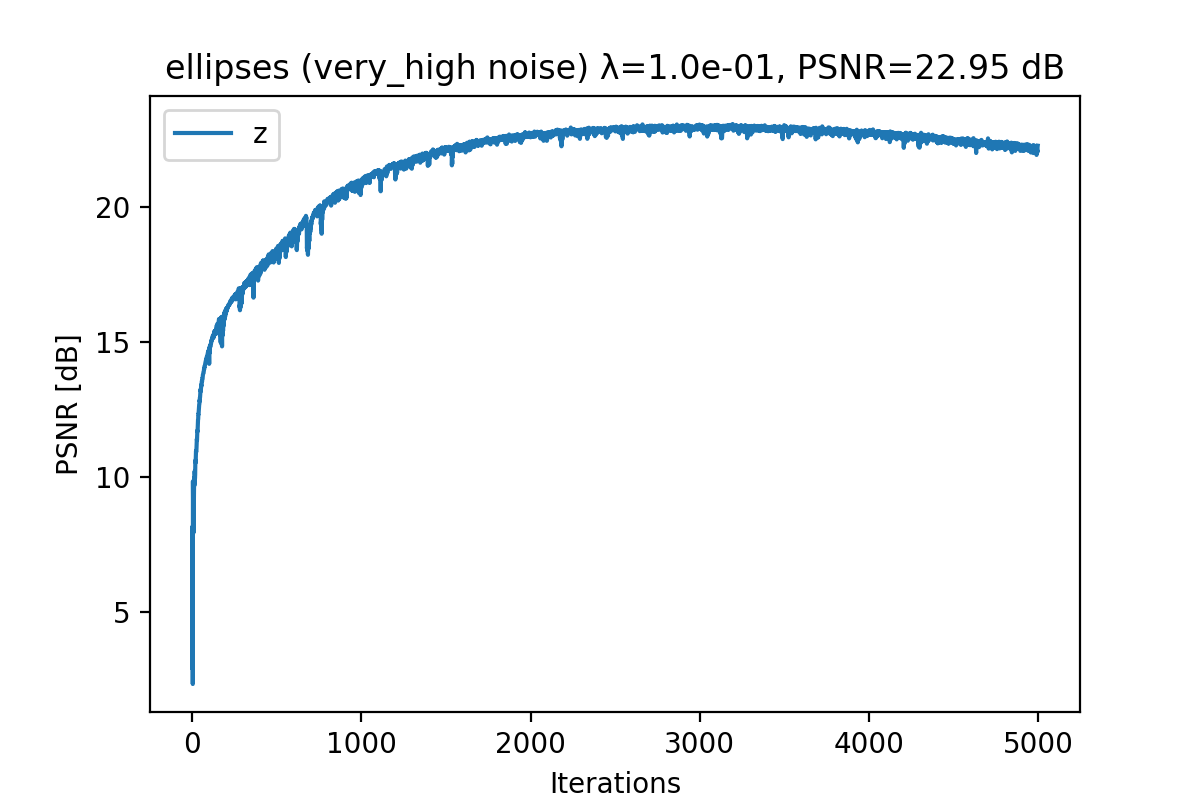 ellipses (very_high noise) λ=1.0e-01, PSNR=22.95 dB
z
PSNR [dB]
20
15
10
5
0 1000 2000 3000 4000 5000
Iterations